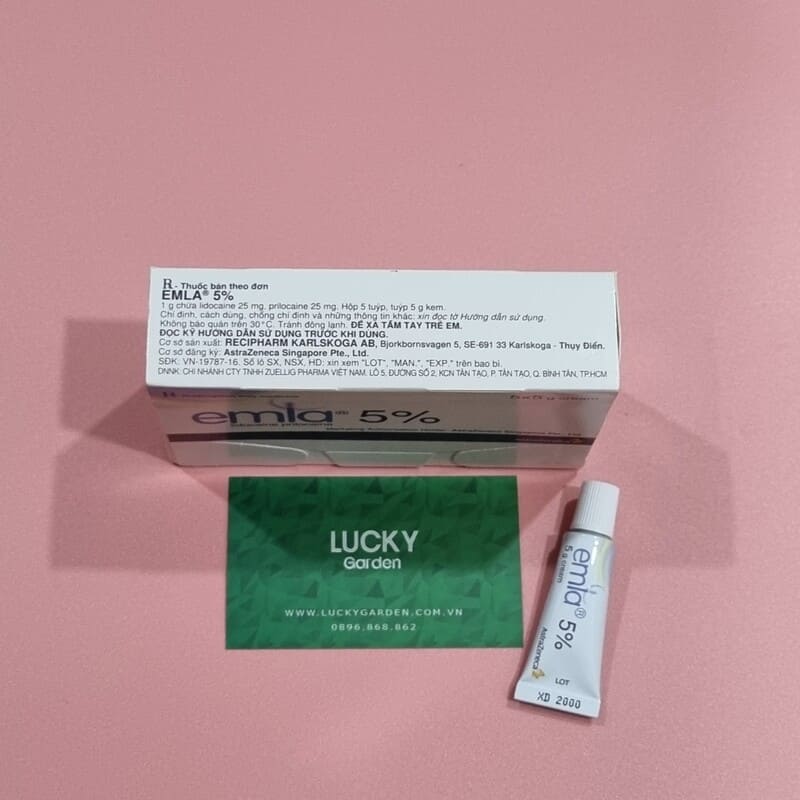 R - Thuốc bán theo đơn
EMLA® 5%
1 g chứa lidocaine 25 mg, prilocaine 25 mg. Hộp 5 tuýp, tuýp 5 g kem.
Chỉ định, cách dùng, chống chỉ định và những thông tin khác: xin đọc tờ Hướng dẫn sử dụng.
Không bảo quản trên 30°C. Tránh đông lạnh. ĐỂ XA TẦM TAY TRẺ EM.
ĐỌC KỸ HƯỚNG DẪN SỬ DỤNG TRƯỚC KHI DÙNG.
Cơ sở sản xuất: RECIPHARM KARLSKOGA AB, Bjorkbornsvagen 5, SE-691 33 Karlskoga - Thụy Điển.
Cơ sở đăng ký: AstraZeneca Singapore Pte., Ltd.
SĐK: VN-19787-16. Số lô SX, NSX, HD: xin xem "LOT", "MAN.", "EXP." trên bao bì.
DNNK: CHI NHÁNH CTY TNHH ZUELLIG PHARMA VIỆT NAM. LÔ 5, ĐƯỜNG SỐ 2, KCN TÂN TẠO, P. TÂN TẠO, Q. BÌNH TÂN, TP.HCM
5x5 g cream
emla® 5%
LUCKY
Garden
WWW.LUCKYGARDEN.COM.VN
0896.868.862
emla® 5%
5 g cream
AstraZeneca
LOT
XD 2000